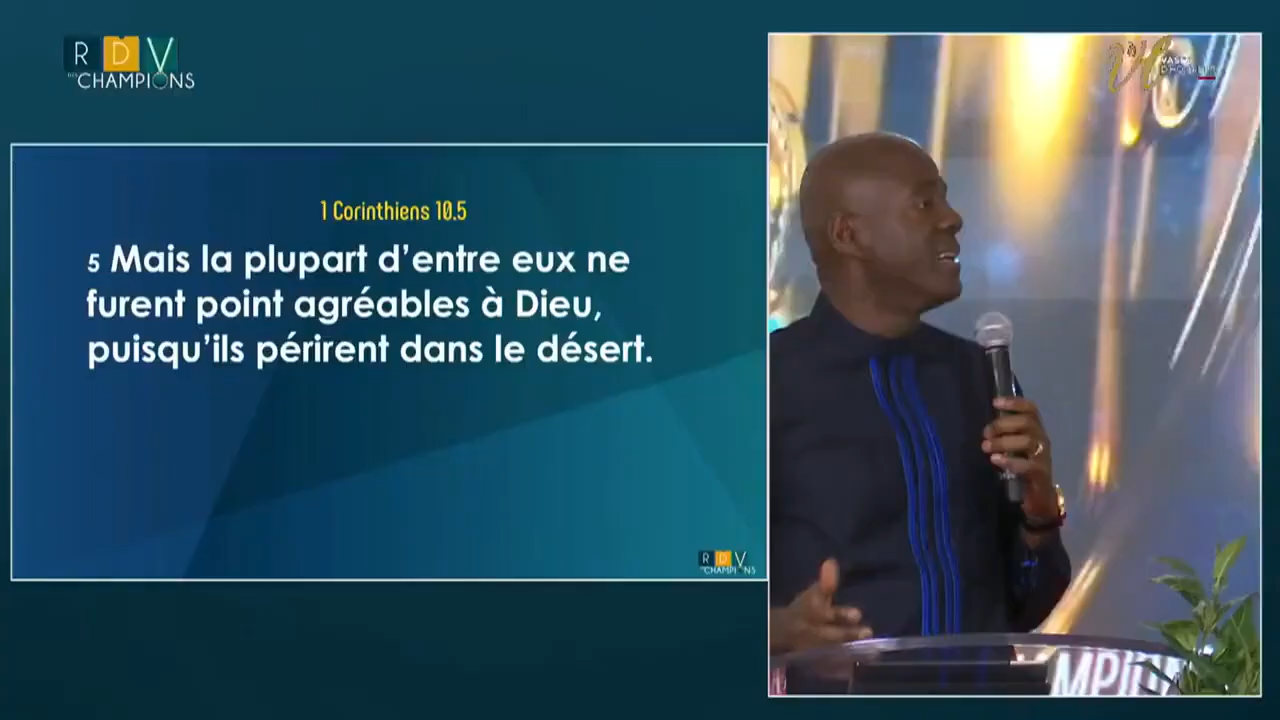 RDV
DES CHAMPIONS
1 Corinthiens 10.5
5 Mais la plupart d’entre eux ne
furent point agréables à Dieu,
puisqu’ils périrent dans le désert.
RDV
CHAMPIONS